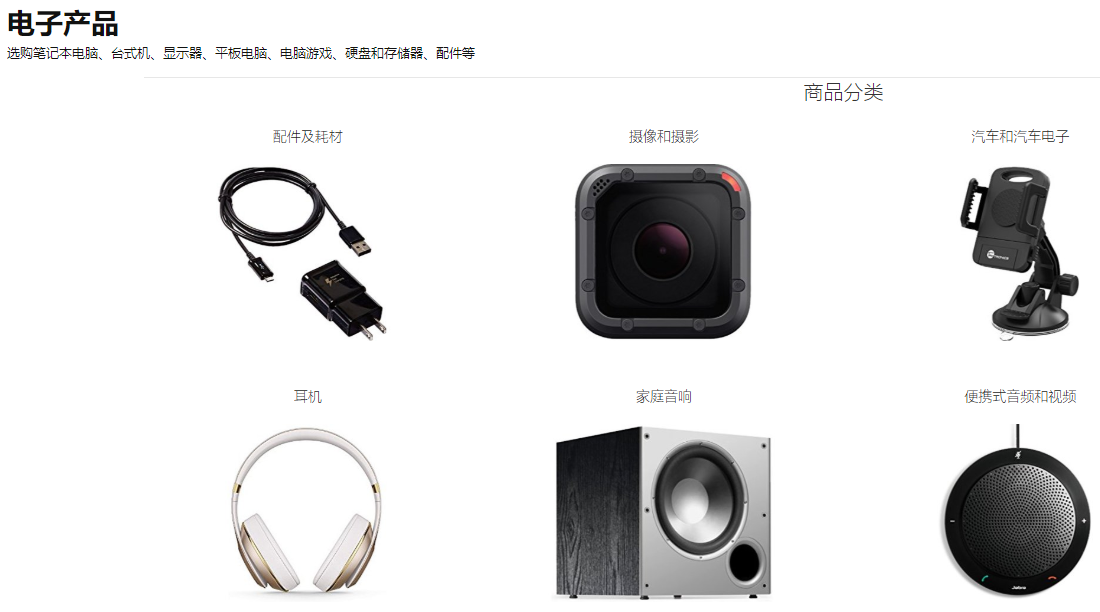 电子产品
选购笔记本电脑、台式机、显示器、平板电脑、电脑游戏、硬盘和存储器、配件等
商品分类
配件及耗材
摄像和摄影
汽车和汽车电子
耳机
家庭音响
便携式音频和视频
Jabra